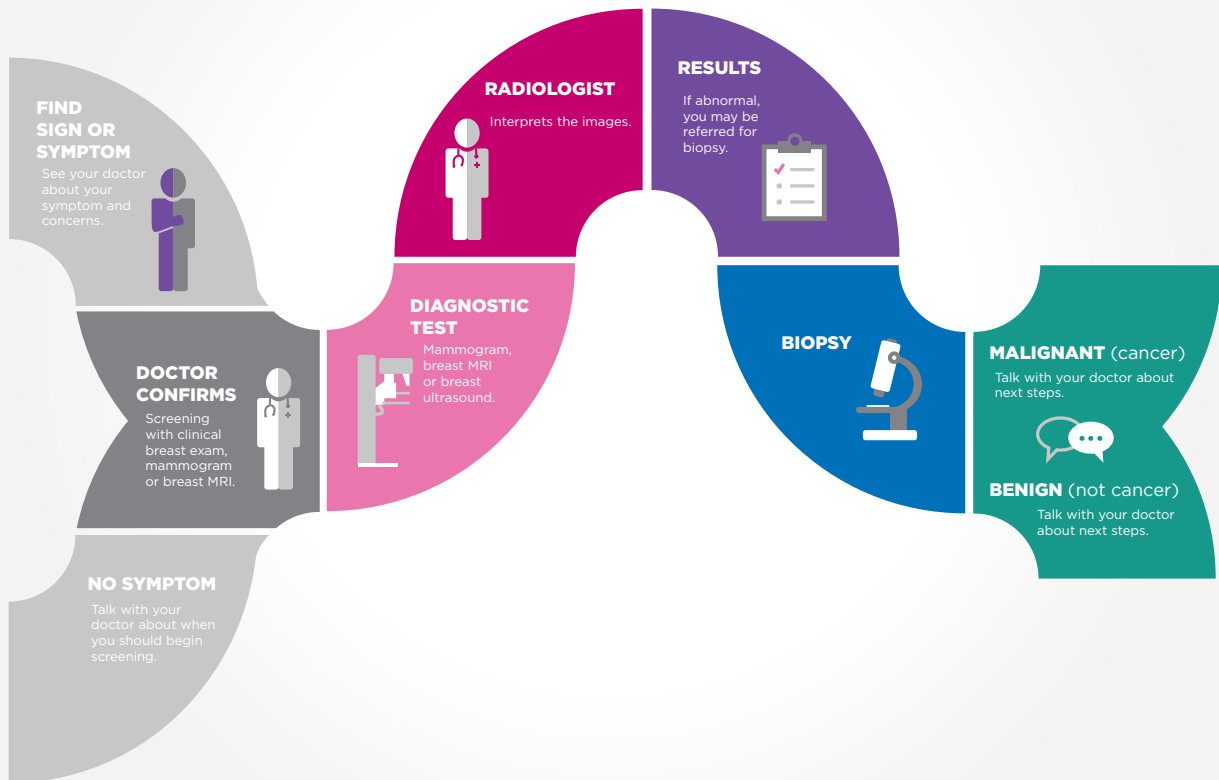 FIND
SIGN OR
SYMPTOM
See your doctor
about your
symptom and
concerns.
DOCTOR
CONFIRMS
Screening
with clinical
breast exam,
mammogram
or breast MRI.
NO SYMPTOM
Talk with your
doctor about when
you should begin
screening.
DIAGNOSTIC
TEST
Mammogram,
breast MRI
or breast
ultrasound.
RADIOLOGIST
Interprets the images.
RESULTS
If abnormal,
you may be
referred for
biopsy.
BIOPSY
MALIGNANT (cancer)
Talk with your doctor about
next steps.
BENIGN (not cancer)
Talk with your doctor
about next steps.